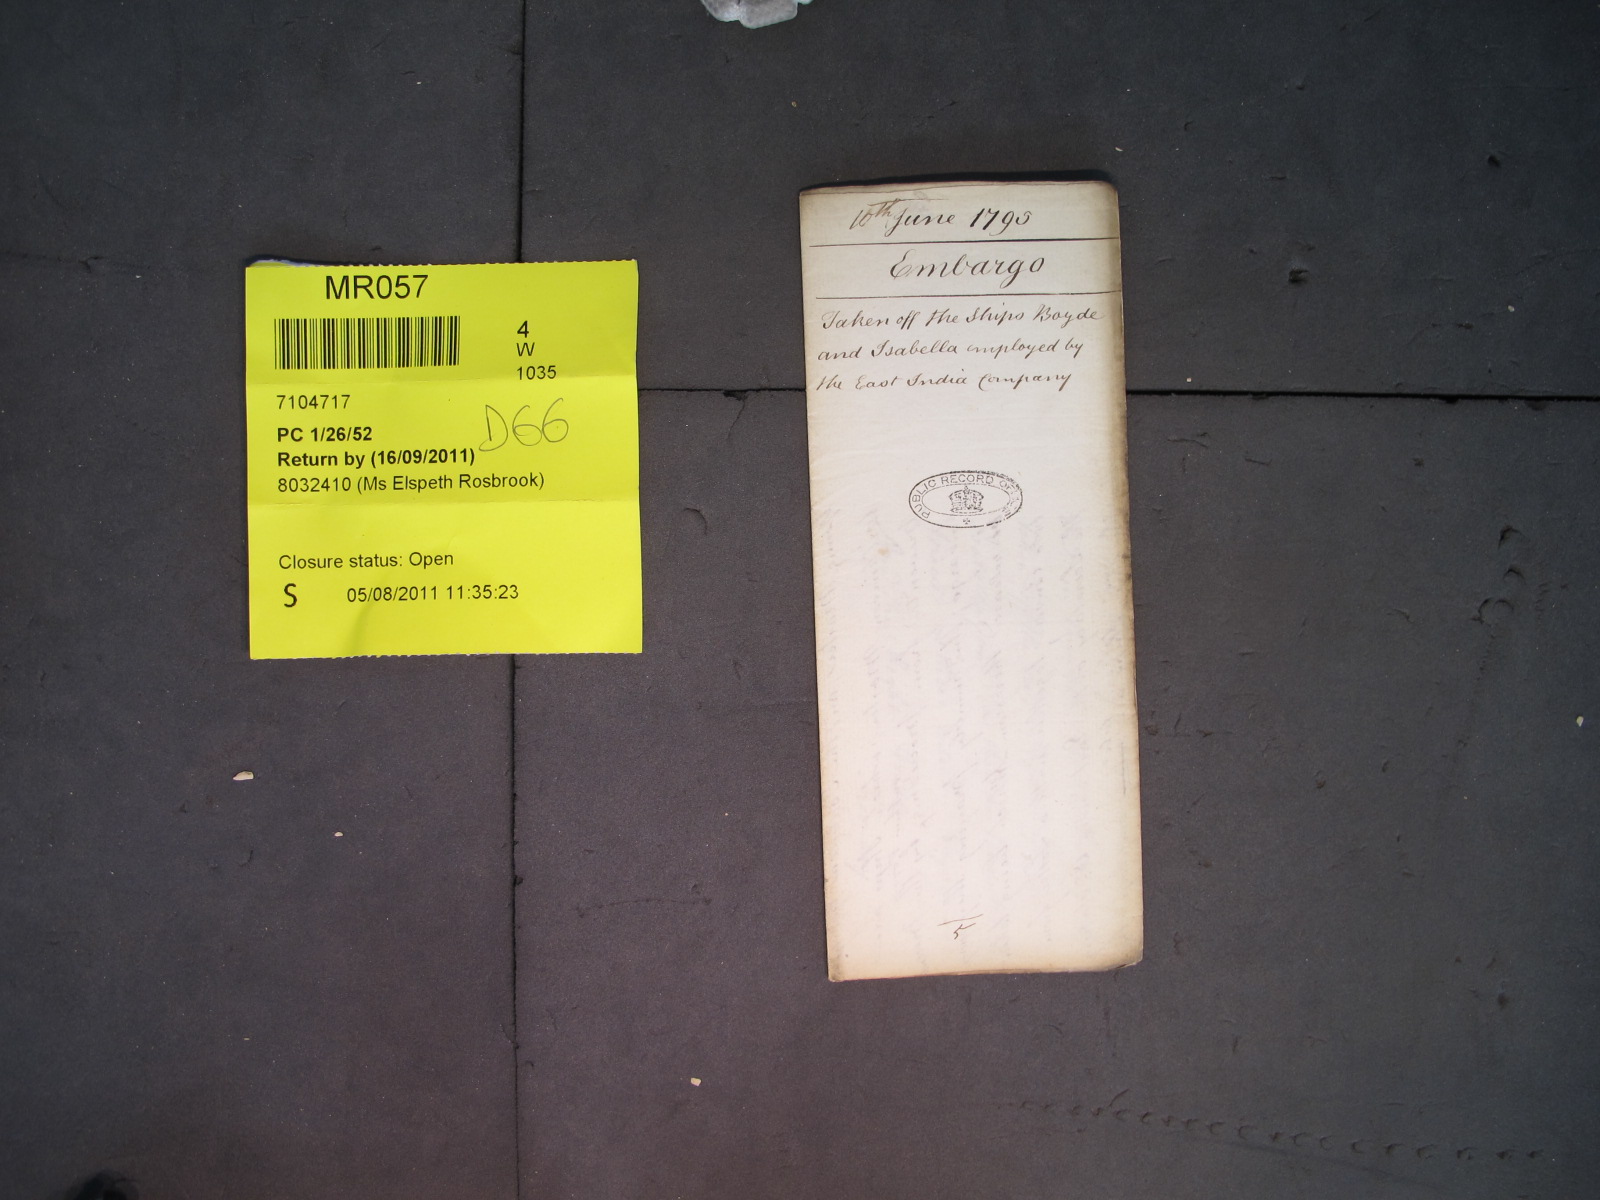 MR057
4
W
1035
7104717
D66
PC 1/26/52
Return by (16/09/2011)
8032410 (Ms Elspeth Rosbrook)
Closure status: Open
S 05/08/2011 11:35:23
10th June 1795
Embargo
Taken off the Ships Boyde
and Isabella employed by
the East India Company
PUBLIC RECORD OFFICE
5